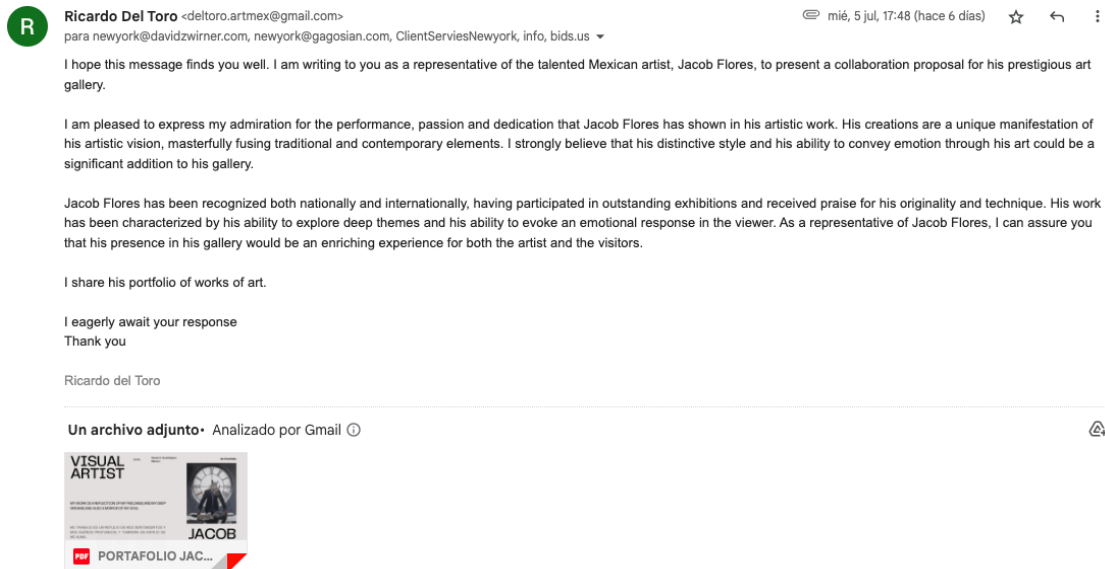 R
Ricardo Del Toro <deltoro.artmex@gmail.com>
mié, 5 jul, 17:48 (hace 6 días)
para newyork@davidzwirner.com, newyork@gagosian.com, ClientServiesNewyork, info, bids.us
I hope this message finds you well. I am writing to you as a representative of the talented Mexican artist, Jacob Flores, to present a collaboration proposal for his prestigious art
gallery.
I am pleased to express my admiration for the performance, passion and dedication that Jacob Flores has shown in his artistic work. His creations are a unique manifestation of
his artistic vision, masterfully fusing traditional and contemporary elements. I strongly believe that his distinctive style and his ability to convey emotion through his art could be a
significant addition to his gallery.
Jacob Flores has been recognized both nationally and internationally, having participated in outstanding exhibitions and received praise for his originality and technique. His work
has been characterized by his ability to explore deep themes and his ability to evoke an emotional response in the viewer. As a representative of Jacob Flores, I can assure you
that his presence in his gallery would be an enriching experience for both the artist and the visitors.
I share his portfolio of works of art.
I eagerly await your response
Thank you
Ricardo del Toro
Un archivo adjunto• Analizado por Gmail
VISUAL
ARTIST
JACOB
PDF PORTAFOLIO JAC...